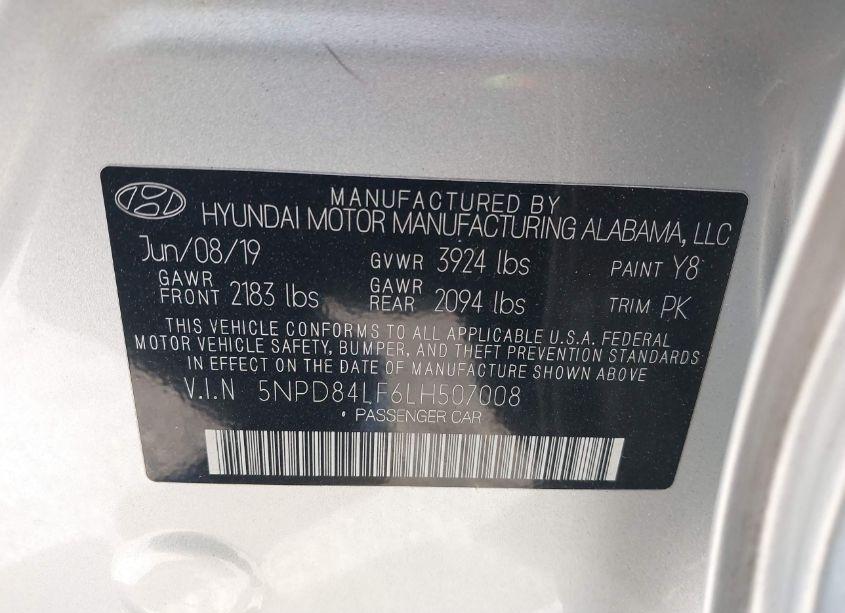 MANUFACTURED BY
HYUNDAI MOTOR MANUFACTURING ALABAMA, LLC
Jun/08/19 GVWR 3924 lbs PAINT Y8
GAWR FRONT 2183 lbs GAWR REAR 2094 lbs TRIM PK
THIS VEHICLE CONFORMS TO ALL APPLICABLE U.S.A. FEDERAL
MOTOR VEHICLE SAFETY, BUMPER, AND THEFT PREVENTION STANDARDS
IN EFFECT ON THE DATE OF MANUFACTURE SHOWN ABOVE.
V.I.N 5NPD84LF6LH507008
• PASSENGER CAR